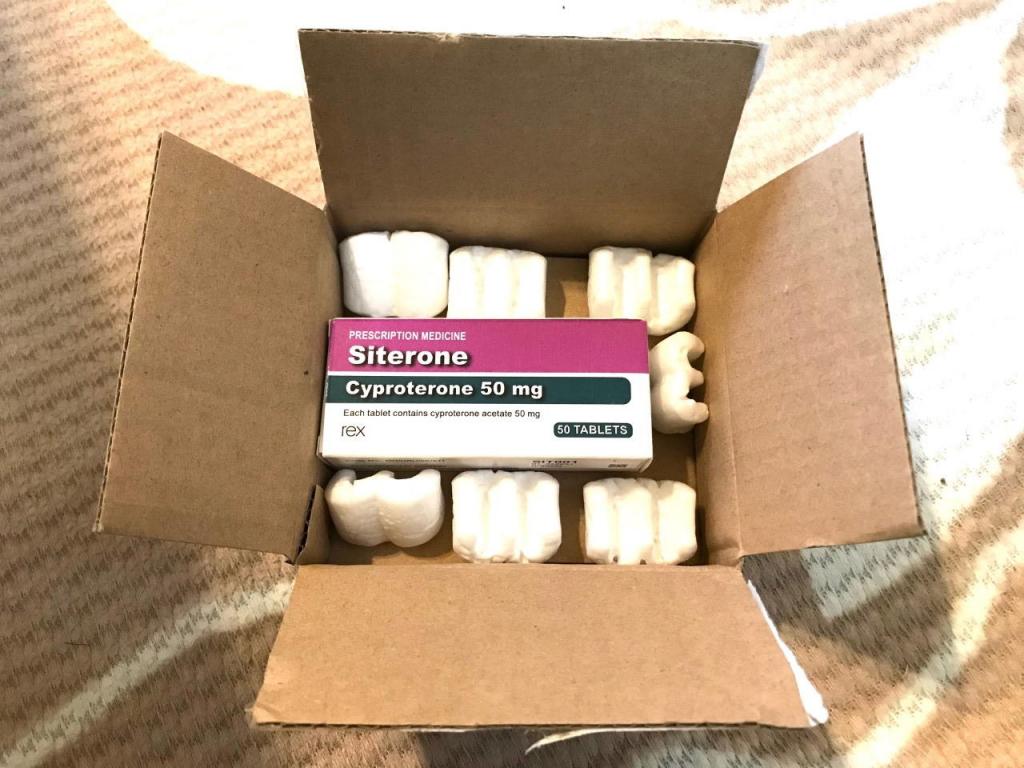 PRESCRIPTION MEDICINE
Siterone
Cyproterone 50 mg
Each tablet contains cyproterone acetate 50 mg
rex
50 TABLETS